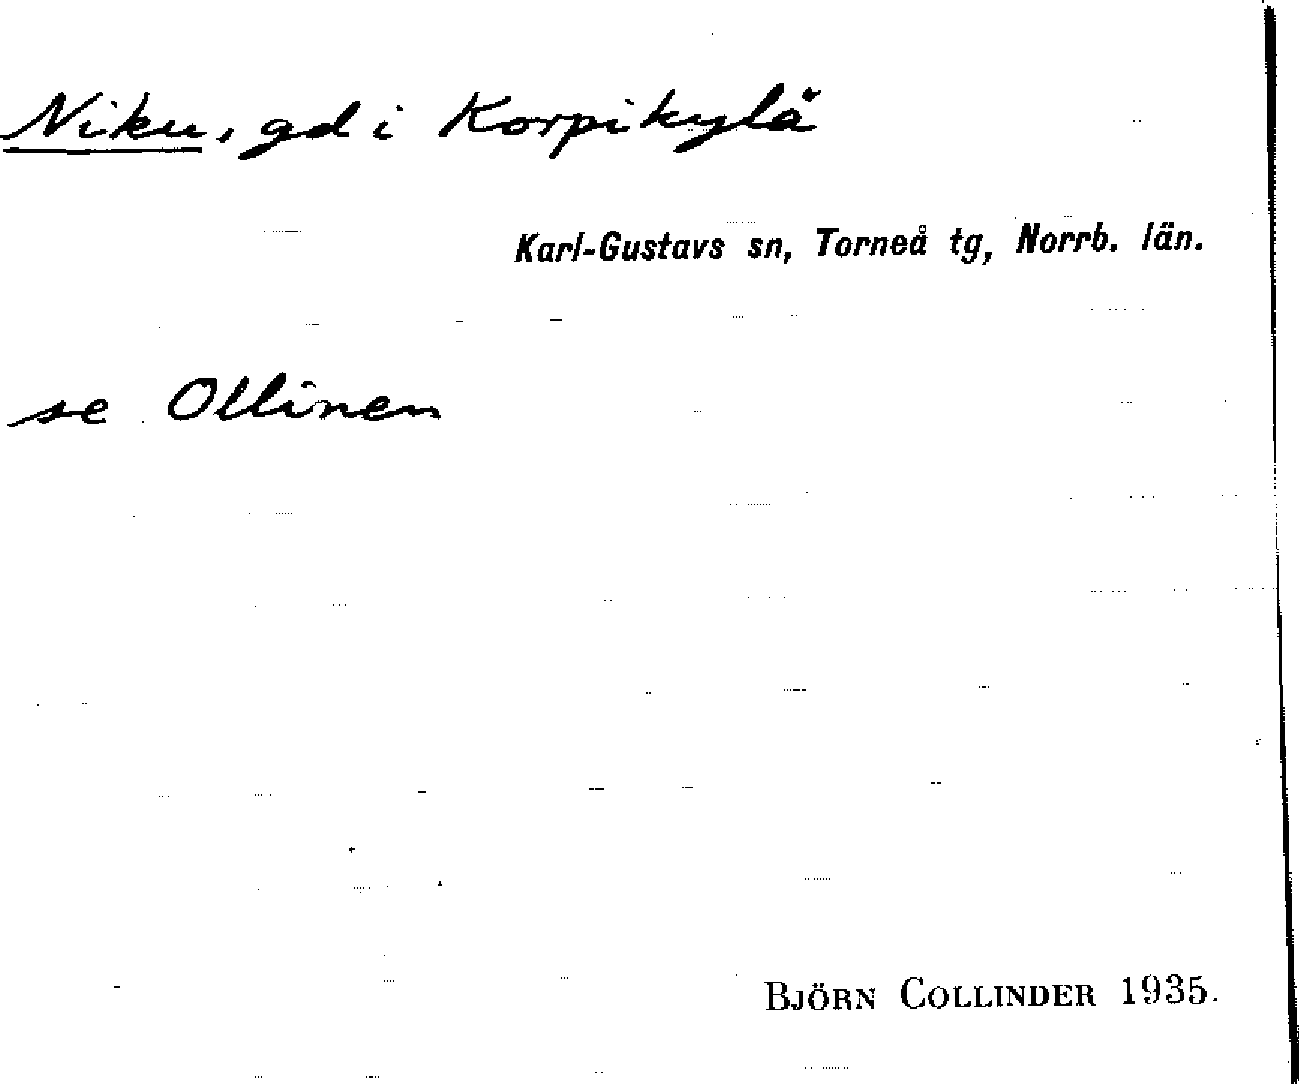 Niku, gd i Korpikylä
Karl-Gustavs sn, Torneå tg, Norrb. län.
se Ollinen
BJÖRN COLLINDER 1935.